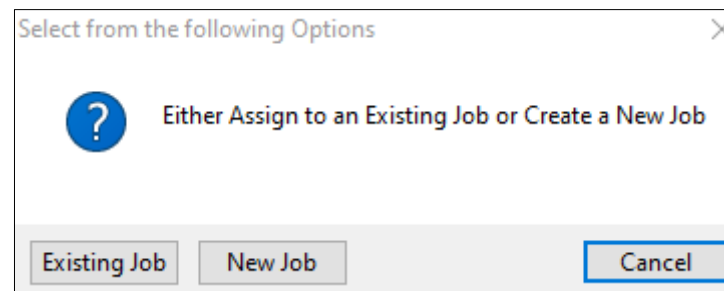 Select from the following Options
Either Assign to an Existing Job or Create a New Job
Existing Job New Job Cancel